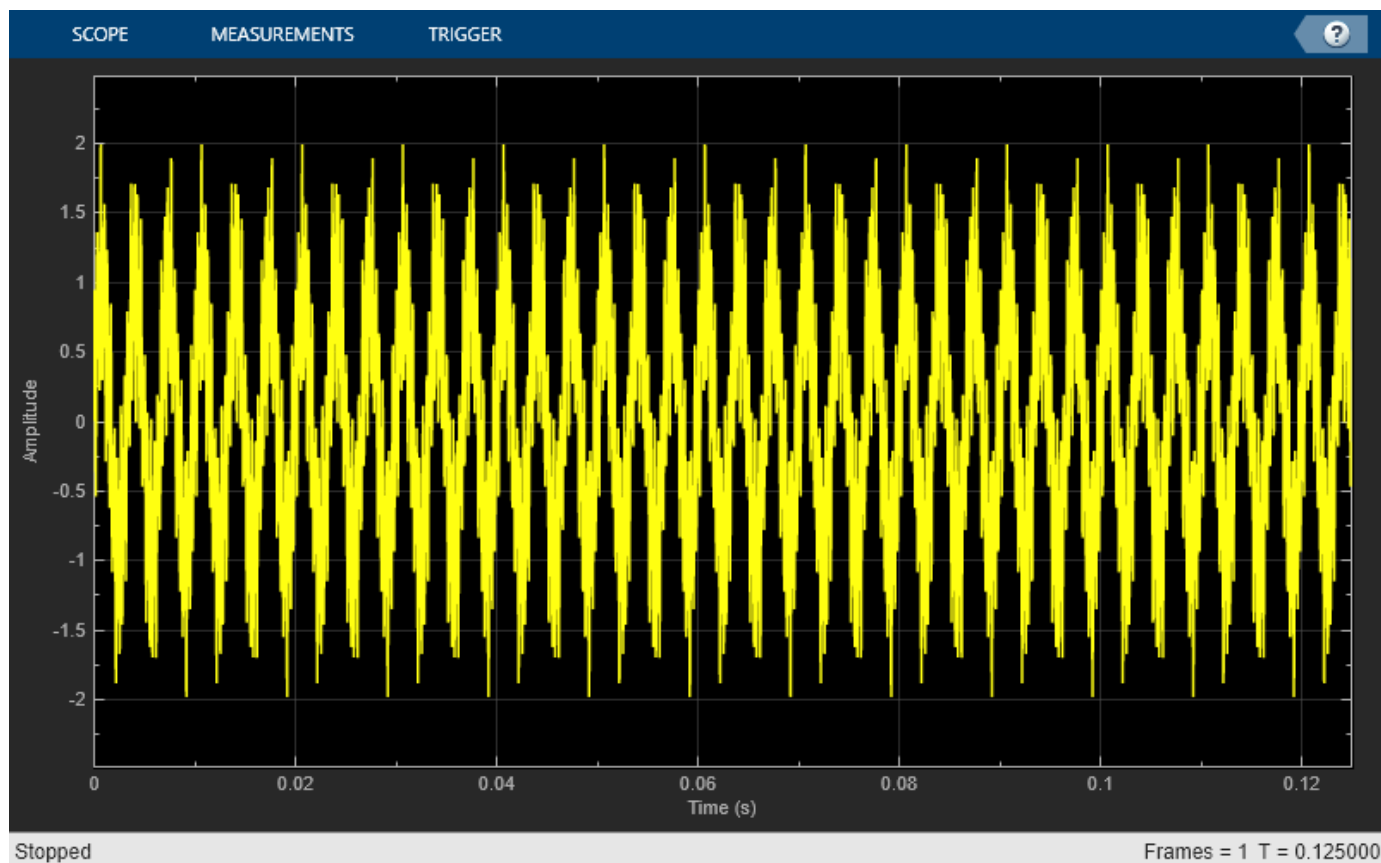 SCOPE MEASUREMENTS TRIGGER ?
2
1.5
1
0.5
0
-0.5
-1
-1.5
-2
Amplitude
0 0.02 0.04 0.06 0.08 0.1 0.12
Time (s)
Stopped Frames = 1 T = 0.125000